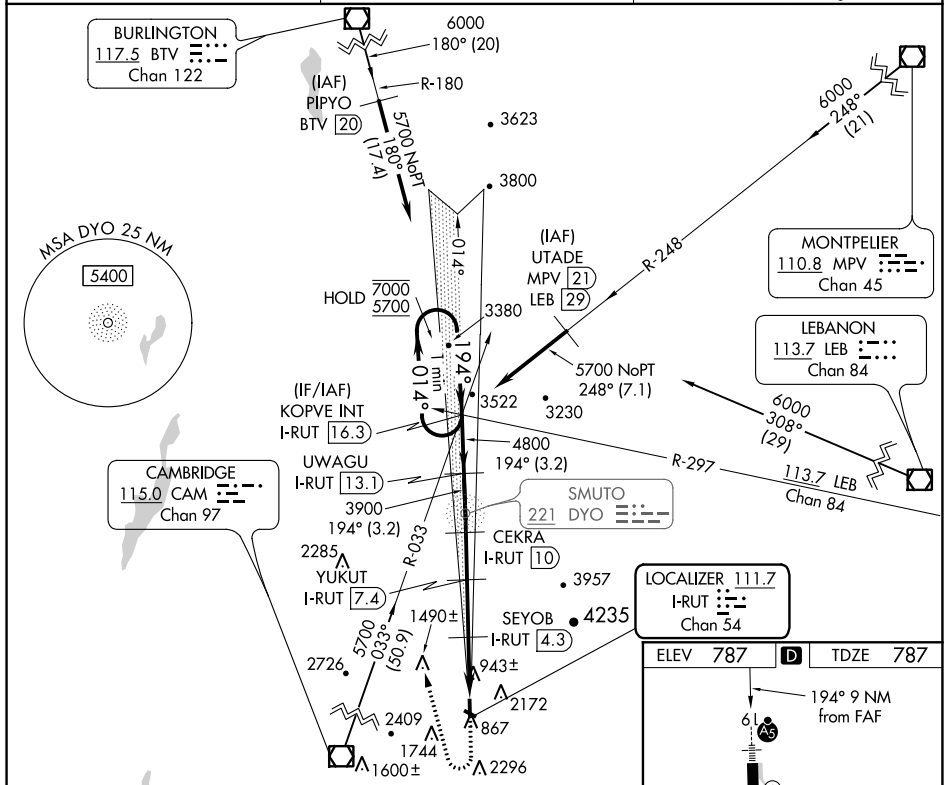 BURLINGTON
117.5 BTV
Chan 122
6000
180° (20)
R-180
(IAF)
PIPYO
BTV 20
5700 NoPT
180°
(17.4)
3623
3800
6000
248°
(21)
R-248
MONTPELIER
110.8 MPV
Chan 45
MSA DYO 25 NM
5400
014°
(IAF)
UTADE
MPV 21
LEB 29
HOLD 7000
5700
3380
194°
1 min
014°
5700 NoPT
248° (7.1)
LEBANON
113.7 LEB
Chan 84
6000
308°
(29)
(IF/IAF)
KOPVE INT
I-RUT 16.3
3522
3230
4800
194° (3.2)
R-297
113.7 LEB
Chan 84
UWAGU
I-RUT 13.1
3900
194° (3.2)
CAMBRIDGE
115.0 CAM
Chan 97
SMUTO
221 DYO
R-033
CEKRA
I-RUT 10
2285
YUKUT
I-RUT 7.4
3957
LOCALIZER 111.7
I-RUT
Chan 54
1490±
SEYOB
I-RUT 4.3
4235
5700
033°
(50.9)
2726
943±
2172
867
2409
1744
1600±
2296
ELEV 787 D TDZE 787
194° 9 NM
from FAF
6L
A5